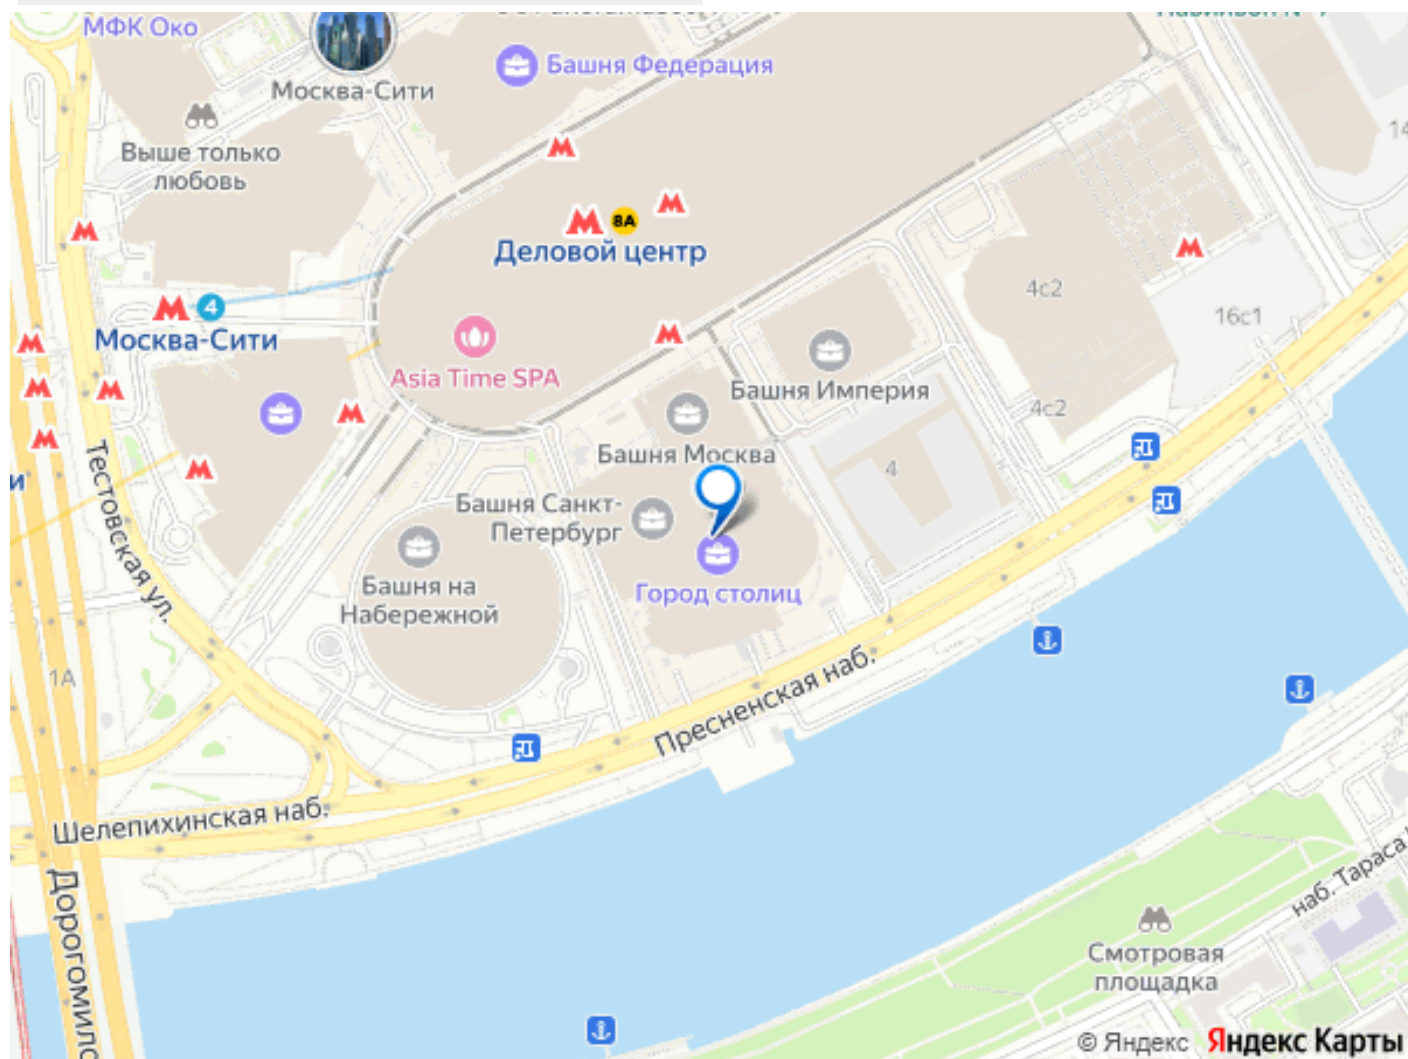 МФК Око
Башня Федерация
Москва-Сити
Выше только
любовь
14
M
M
M 8А
Деловой центр
M
M
4с2
16с1
M 4
Москва-Сити
M
M
Asia Time SPA
Башня Империя
M
M
M
4с2
M
Башня Москва
M
4
и
Тестовская ул.
Башня Санкт-
Петербург
Башня на
Набережной
Город столиц
1А
Пресненская наб.
Шелепихинская наб.
Дорогомило
наб. Тараса
Смотровая
площадка
© Яндекс Яндекс Карты